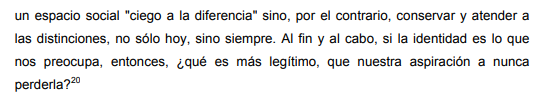 un espacio social "ciego a la diferencia" sino, por el contrario, conservar y atender a
las distinciones, no sólo hoy, sino siempre. Al fin y al cabo, si la identidad es lo que
nos preocupa, entonces, ¿qué es más legítimo, que nuestra aspiración a nunca
perderla?20